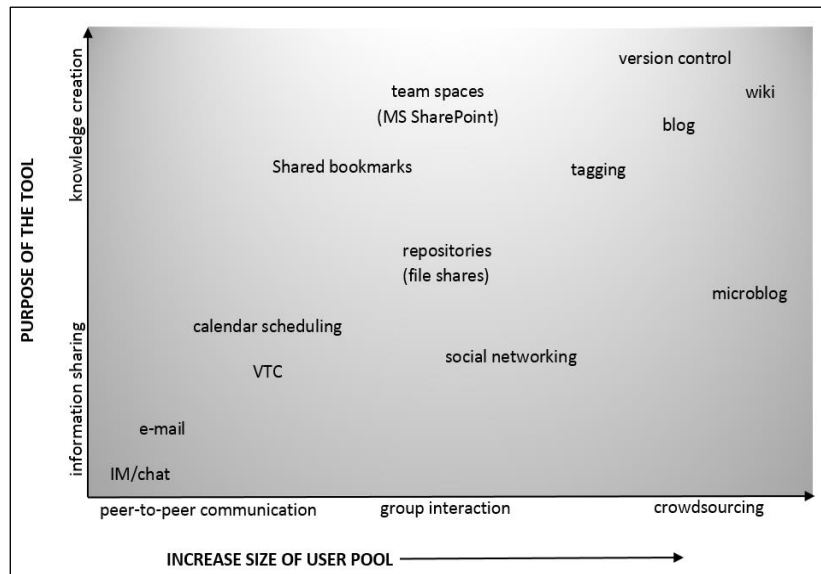 PURPOSE OF THE TOOL
knowledge creation
information sharing
version control
team spaces
(MS SharePoint)
wiki
blog
Shared bookmarks
tagging
repositories
(file shares)
microblog
calendar scheduling
social networking
VTC
e-mail
IM/chat
peer-to-peer communication
group interaction
crowdsourcing
INCREASE SIZE OF USER POOL